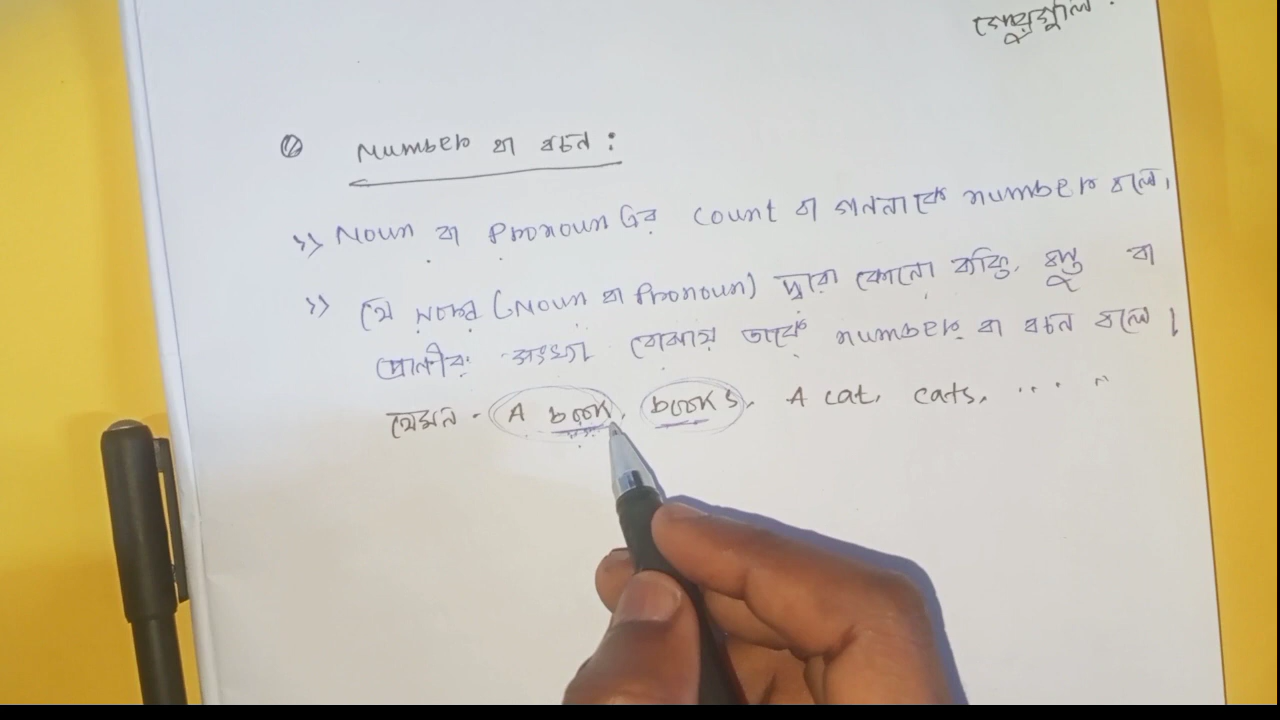 Number বা বচন :
>> Noun বা Pronoun এর count বা গননাকে number বলে।
>> যে শব্দের (Noun বা Pronoun) দ্বারা কোনো ব্যক্তি, বস্তু বা
প্রাণীর সংখ্যা বোঝায় তাকে number বা বচন বলে।
যেমন - A book, books, A cat, cats, ....